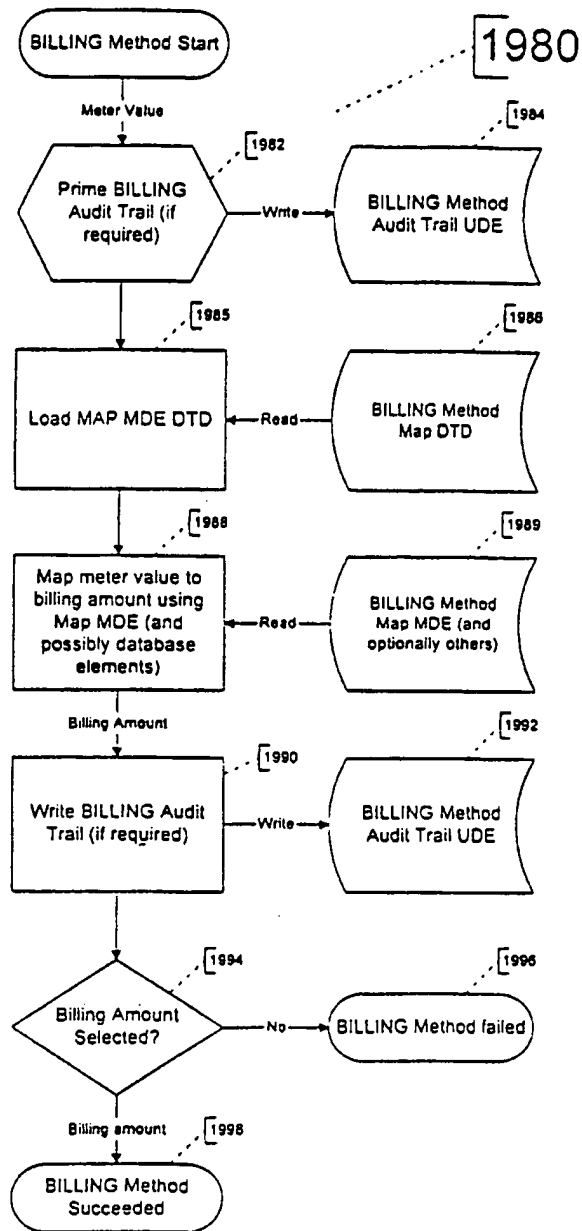 BILLING Method Start
1980
Meter Value
1982
1984
Prime BILLING
Audit Trail (if
required)
Write
BILLING Method
Audit Trail UDE
1985
1986
Load MAP MDE DTD
Read
BILLING Method
Map DTD
1988
1989
Map meter value to
billing amount using
Map MDE (and
possibly database
elements)
Read
BILLING Method
Map MDE (and
optionally others)
Billing Amount
1990
1992
Write BILLING Audit
Trail (if required)
Write
BILLING Method
Audit Trail UDE
1994
1996
Billing Amount
Selected?
No
BILLING Method failed
Billing amount
1998
BILLING Method
Succeeded